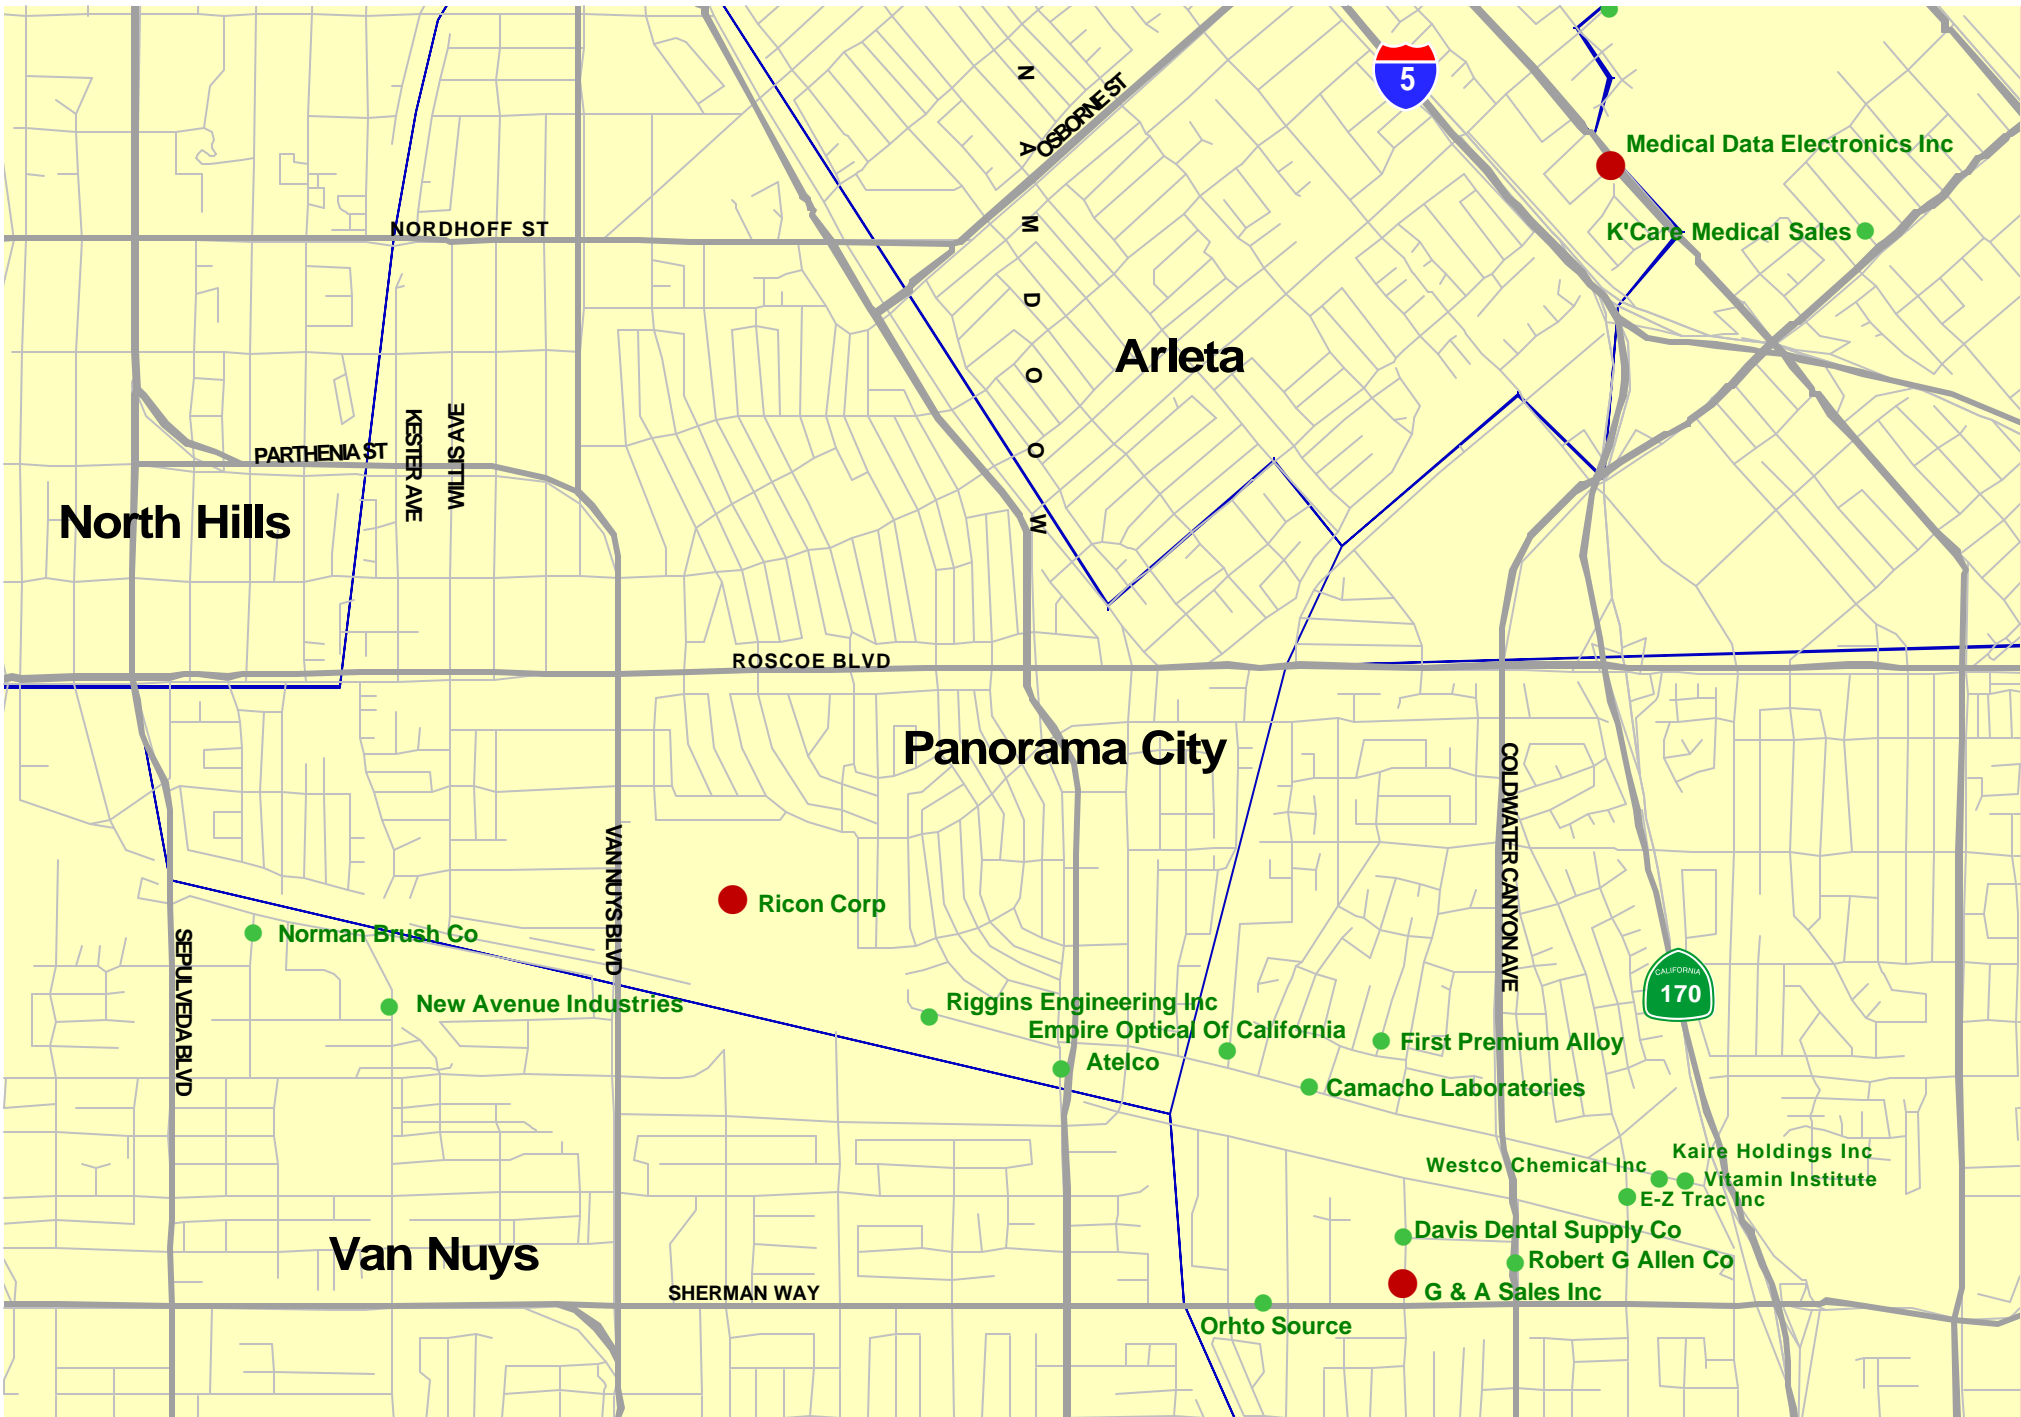 5
OSBORNE ST
Medical Data Electronics Inc
NORDHOFF ST
K'Care Medical Sales
N A M D O O W
Arleta
PARTHENIA ST
KESTER AVE
WILLIS AVE
North Hills
ROSCOE BLVD
Panorama City
COLDWATER CANYON AVE
VAN NUYS BLVD
Ricon Corp
Norman Brush Co
SEPULVEDA BLVD
CALIFORNIA
170
New Avenue Industries
Riggins Engineering Inc
Empire Optical Of California
First Premium Alloy
Atelco
Camacho Laboratories
Kaire Holdings Inc
Westco Chemical Inc
Vitamin Institute
E-Z Trac Inc
Davis Dental Supply Co
Van Nuys
Robert G Allen Co
G & A Sales Inc
SHERMAN WAY
Orhto Source